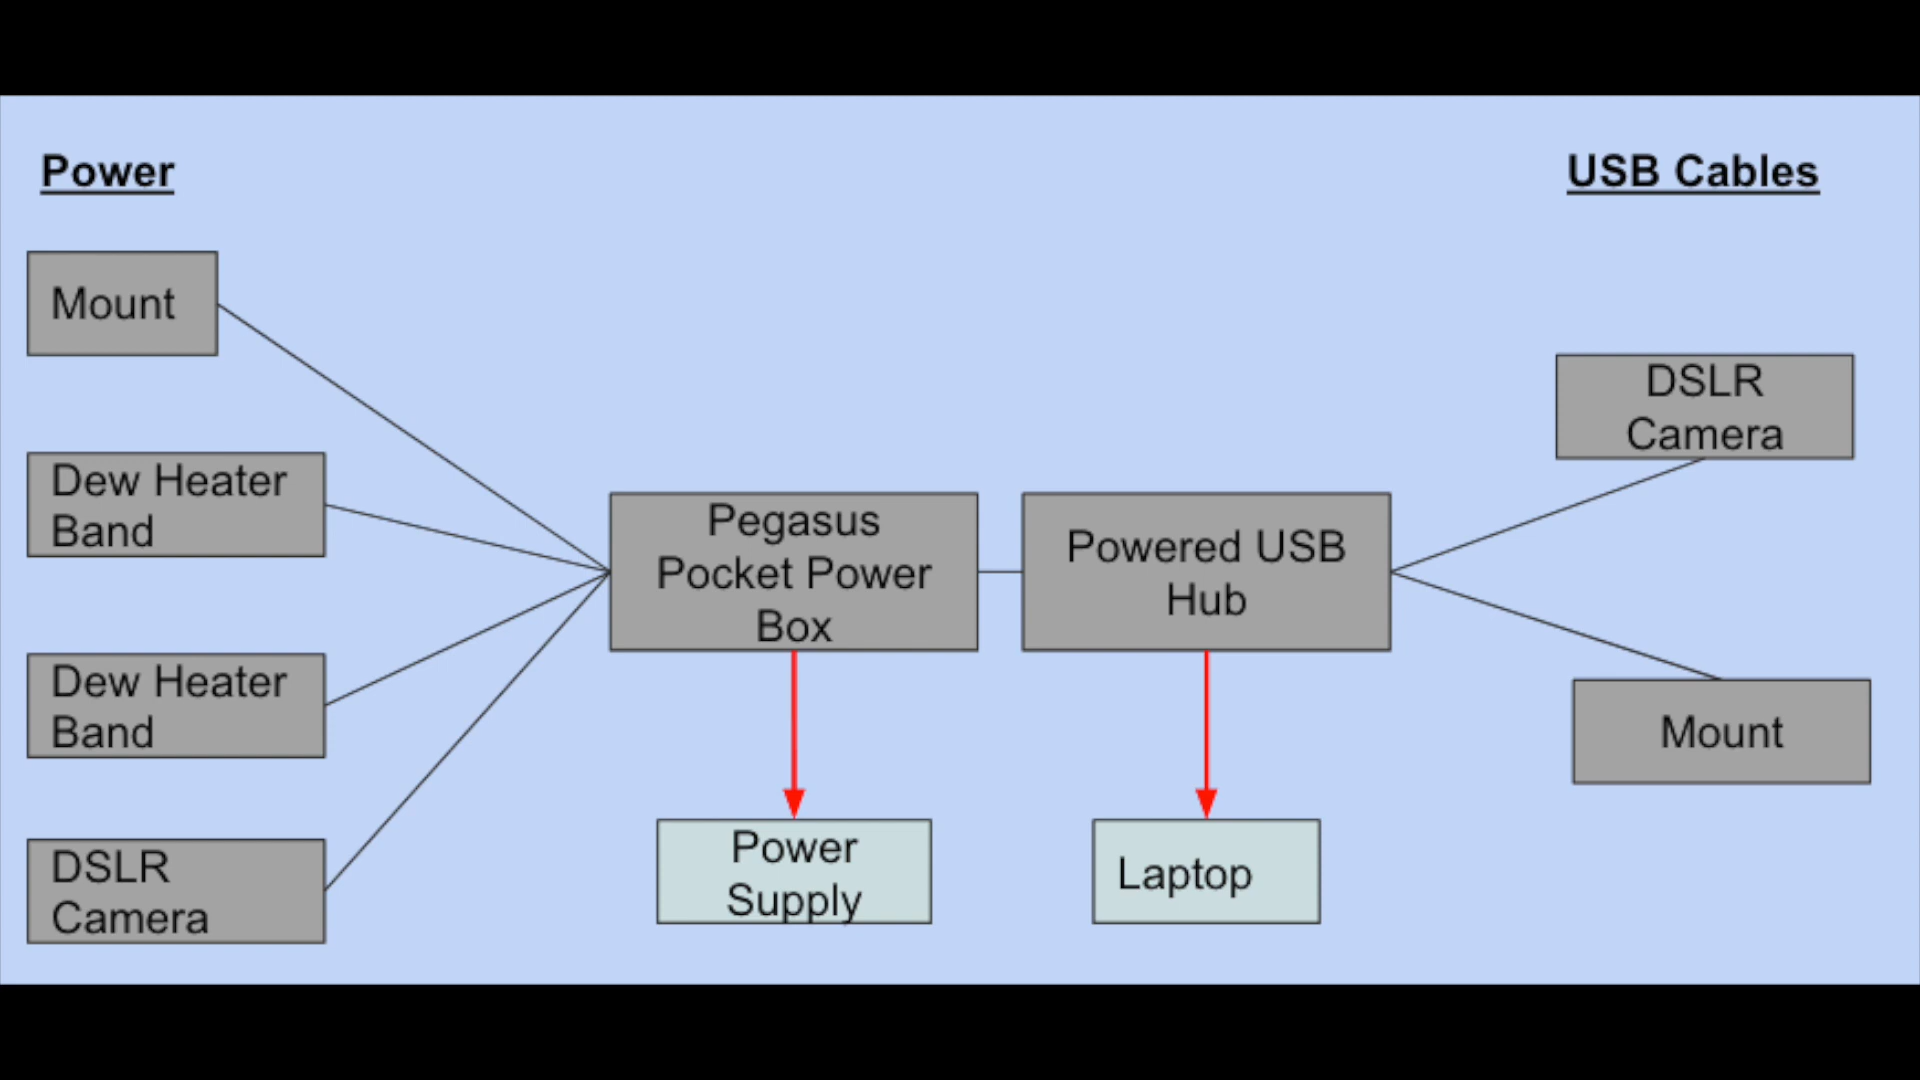 Power
USB Cables
Mount
Dew Heater
Band
Dew Heater
Band
DSLR
Camera
Pegasus
Pocket Power
Box
Power
Supply
Powered USB
Hub
Laptop
DSLR
Camera
Mount